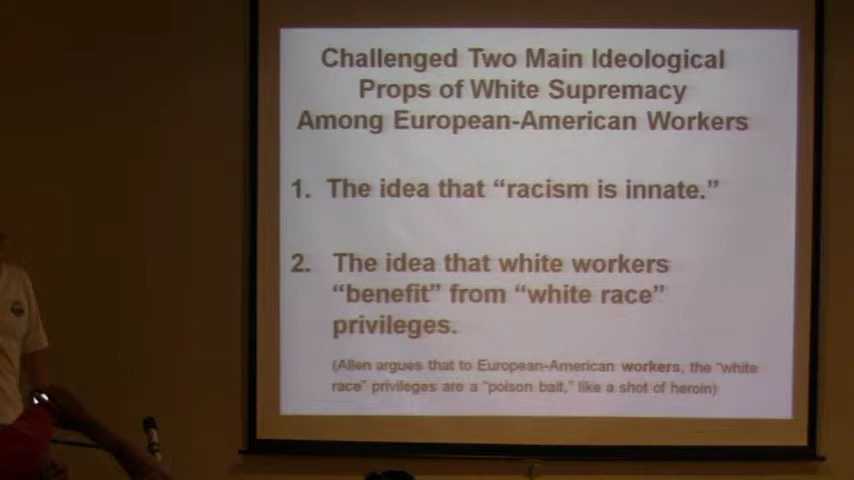 Challenged Two Main Ideological
Props of White Supremacy
Among European-American Workers
1. The idea that “racism is innate.”
2. The idea that white workers
“benefit” from “white race”
privileges.
(Allen argues that to European-American workers, the “white
race” privileges are a “poison bait,” like a shot of heroin)